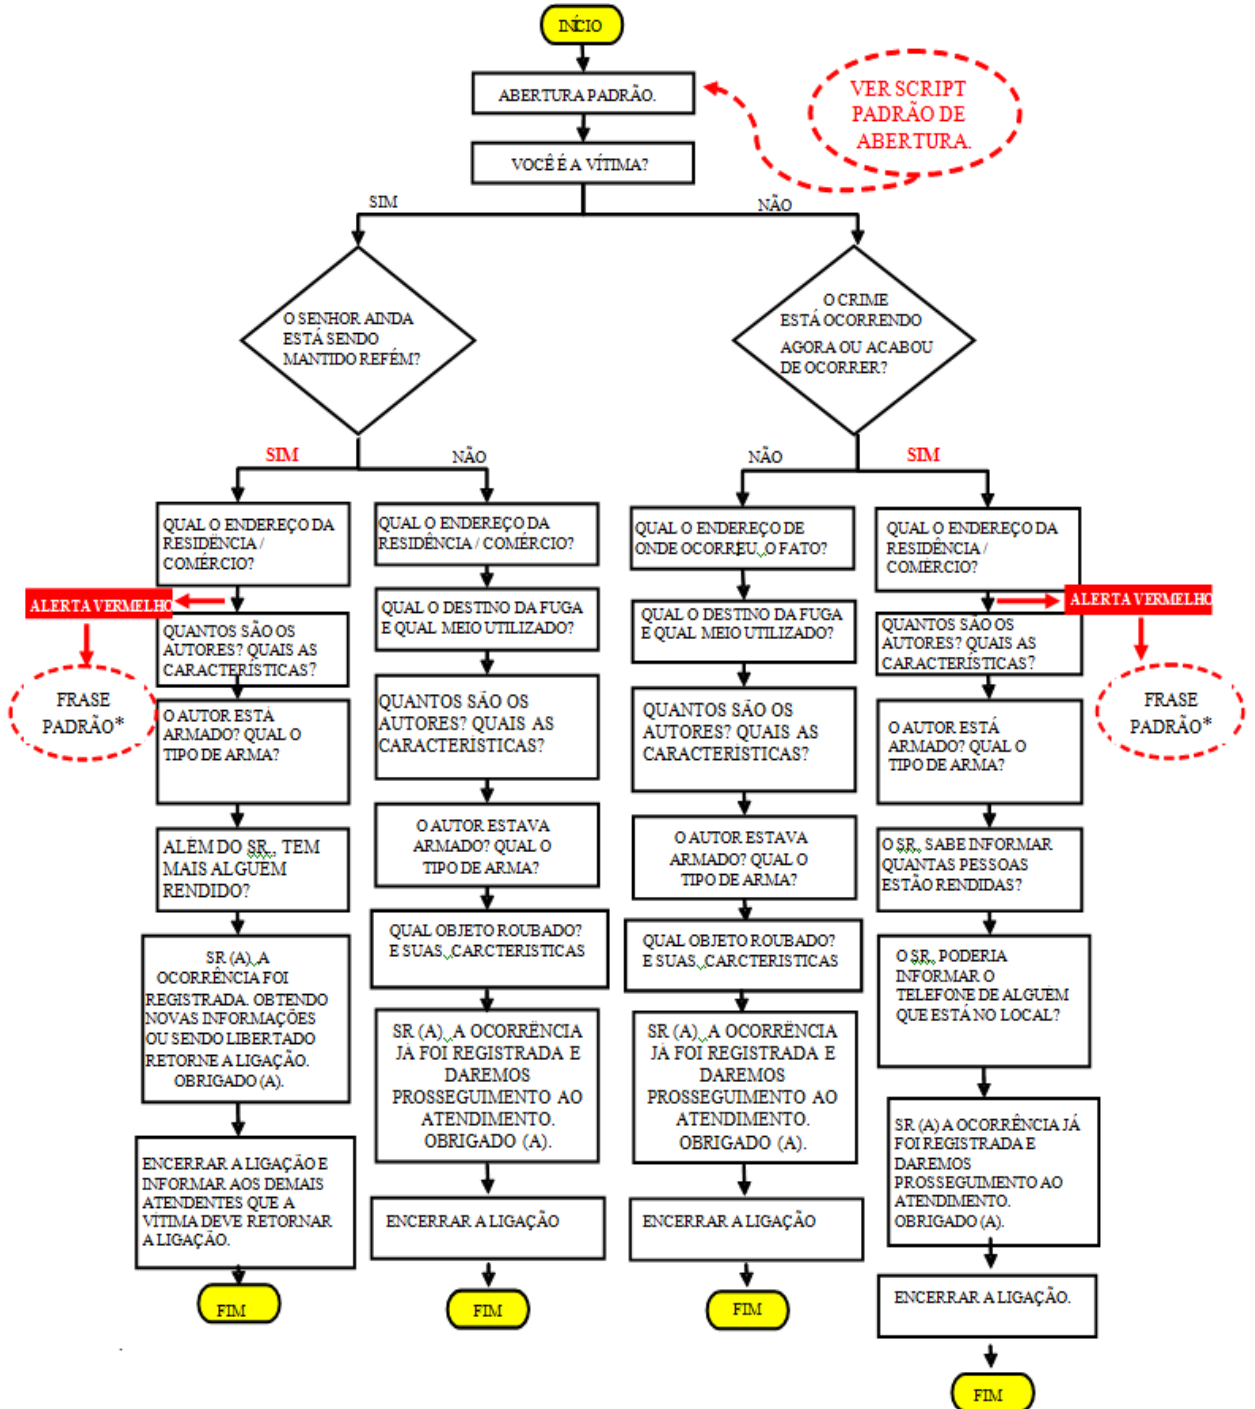 INÍCIO
ABERTURA PADRÃO.
VER SCRIPT
PADRÃO DE
ABERTURA.
VOCÊ É A VÍTIMA?
SIM
NÃO
O SENHOR AINDA
ESTÁ SENDO
MANTIDO REFÉM?
O CRIME
ESTÁ OCORRENDO
AGORA OU ACABOU
DE OCORRER?
SIM
NÃO
NÃO
SIM
QUAL O ENDEREÇO DA
RESIDÊNCIA /
COMÉRCIO?
ALERTA VERMELHO
FRASE
PADRÃO*
QUANTOS SÃO OS
AUTORES? QUAIS AS
CARACTERÍSTICAS?
O AUTOR ESTÁ
ARMADO? QUAL O
TIPO DE ARMA?
ALÉM DO SR., TEM
MAIS ALGUÉM
RENDIDO?
SR (A), A
OCORRÊNCIA FOI
REGISTRADA. OBTENDO
NOVAS INFORMAÇÕES
OU SENDO LIBERTADO
RETORNE A LIGAÇÃO.
OBRIGADO (A).
ENCERRAR A LIGAÇÃO E
INFORMAR AOS DEMAIS
ATENDENTES QUE A
VÍTIMA DEVE RETORNAR
A LIGAÇÃO.
FIM
QUAL O ENDEREÇO DA
RESIDÊNCIA / COMÉRCIO?
QUAL O DESTINO DA FUGA
E QUAL MEIO UTILIZADO?
QUANTOS SÃO OS
AUTORES? QUAIS AS
CARACTERÍSTICAS?
O AUTOR ESTAVA
ARMADO? QUAL O
TIPO DE ARMA?
QUAL OBJETO ROUBADO?
E SUAS CARCTERISTICAS
SR (A), A OCORRÊNCIA
JÁ FOI REGISTRADA E
DAREMOS
PROSSEGUIMENTO AO
ATENDIMENTO.
OBRIGADO (A).
ENCERRAR A LIGAÇÃO
FIM
QUAL O ENDEREÇO DE
ONDE OCORREU O FATO?
QUAL O DESTINO DA FUGA
E QUAL MEIO UTILIZADO?
QUANTOS SÃO OS
AUTORES? QUAIS AS
CARACTERÍSTICAS?
O AUTOR ESTAVA
ARMADO? QUAL O
TIPO DE ARMA?
QUAL OBJETO ROUBADO?
E SUAS CARCTERISTICAS
SR (A), A OCORRÊNCIA
JÁ FOI REGISTRADA E
DAREMOS
PROSSEGUIMENTO AO
ATENDIMENTO.
OBRIGADO (A).
ENCERRAR A LIGAÇÃO
FIM
QUAL O ENDEREÇO DA
RESIDÊNCIA /
COMÉRCIO?
ALERTA VERMELHO
FRASE
PADRÃO*
QUANTOS SÃO OS
AUTORES? QUAIS AS
CARACTERÍSTICAS?
O AUTOR ESTÁ
ARMADO? QUAL O
TIPO DE ARMA?
O SR. SABE INFORMAR
QUANTAS PESSOAS
ESTÃO RENDIDAS?
O SR. PODERIA
INFORMAR O
TELEFONE DE ALGUÉM
QUE ESTÁ NO LOCAL?
SR (A) A OCORRÊNCIA JÁ
FOI REGISTRADA E
DAREMOS
PROSSEGUIMENTO AO
ATENDIMENTO.
OBRIGADO (A).
ENCERRAR A LIGAÇÃO.
FIM